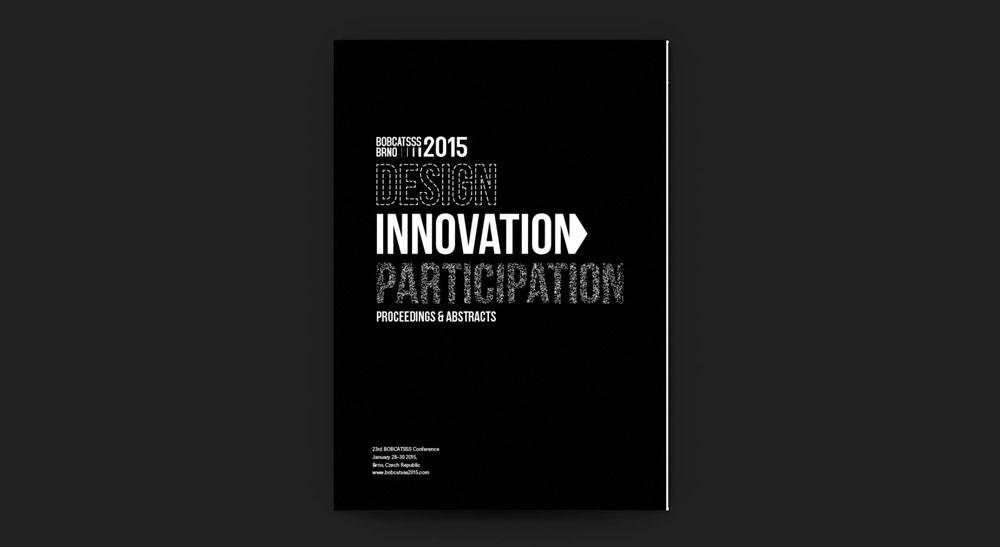 BOBCATSSS
BRNO 2015
DESIGN
INNOVATION
PARTICIPATION
PROCEEDINGS & ABSTRACTS
23rd BOBCATSSS Conference
January 28–30 2015,
Brno, Czech Republic
www.bobcatsss2015.com